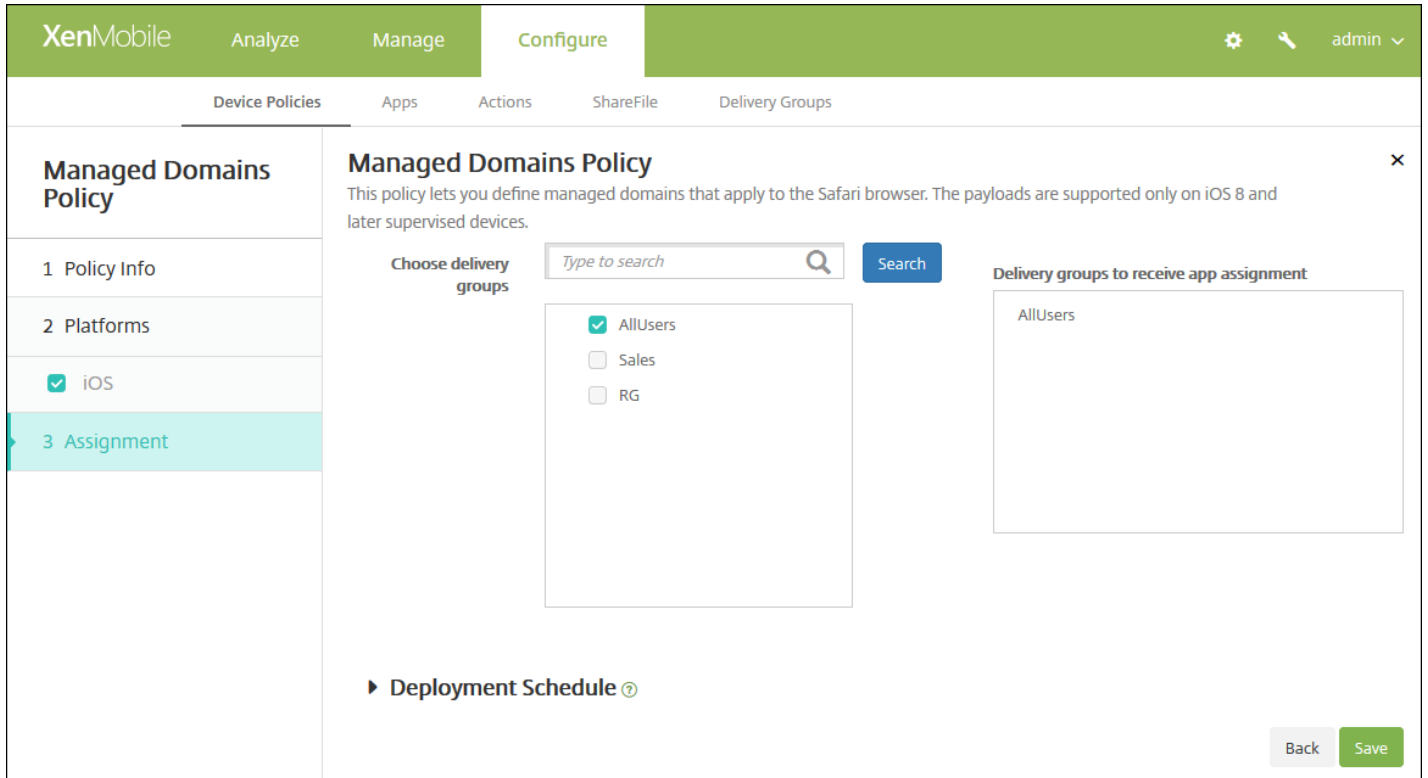 XenMobile Analyze Manage Configure admin
Device Policies Apps Actions ShareFile Delivery Groups
Managed Domains
Policy
1 Policy Info
2 Platforms
iOS
3 Assignment
Managed Domains Policy
This policy lets you define managed domains that apply to the Safari browser. The payloads are supported only on iOS 8 and
later supervised devices.
Choose delivery
groups
Type to search
Search
AllUsers
Sales
RG
Delivery groups to receive app assignment
AllUsers
Deployment Schedule ?
Back Save